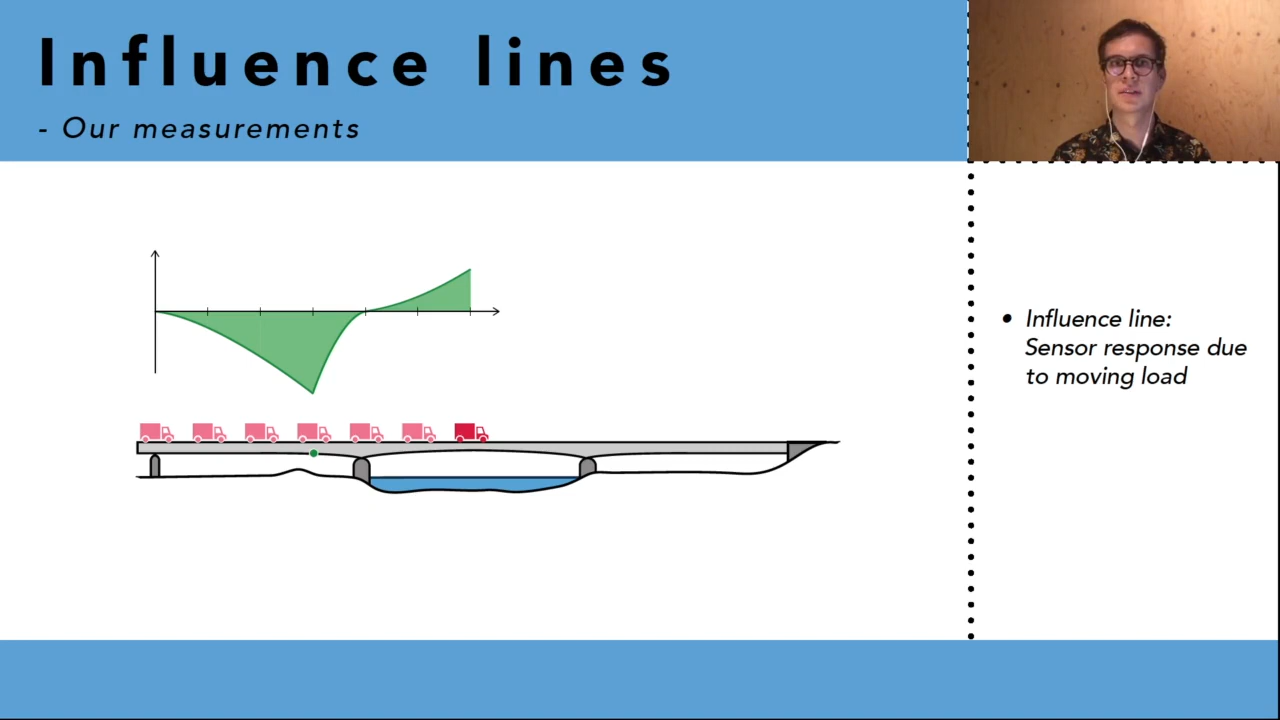 Influence lines
- Our measurements
• Influence line:
Sensor response due
to moving load